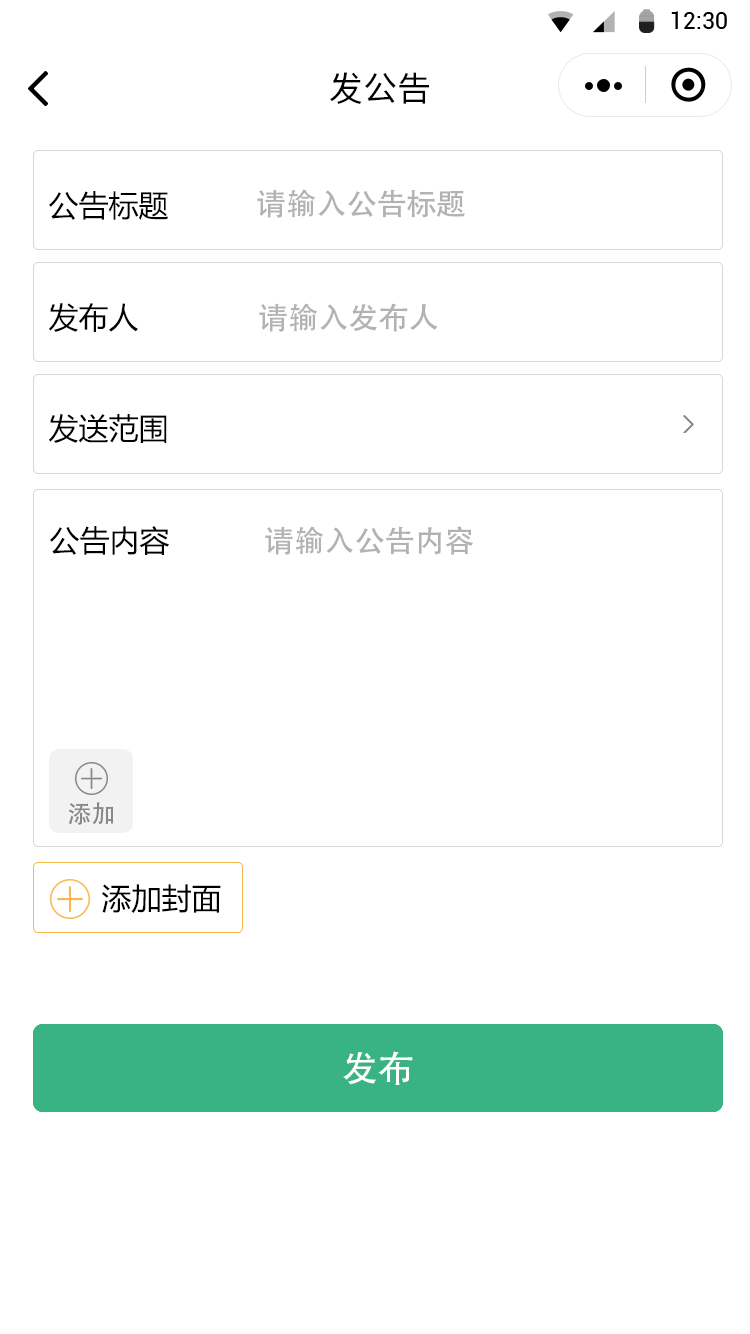 12:30
发公告
公告标题 请输入公告标题
发布人 请输入发布人
发送范围
公告内容 请输入公告内容
添加
添加封面
发布